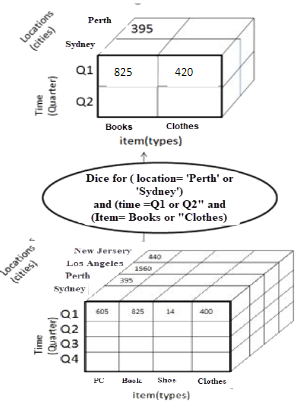 Locations
(cities)
Perth
395
Sydney
Q1 825 420
Q2
Time
(Quarter)
Books Clothes
item(types)
Dice for ( location= 'Perth' or
'Sydney')
and (time =Q1 or Q2" and
(Item= Books or "Clothes)
Locations
(cities)
New Jersery 440
Los Angeles 1560
Perth 395
Sydney
Q1 605 825 14 400
Q2
Q3
Q4
Time
(Quarter)
PC Book Shoe Clothes
item(types)